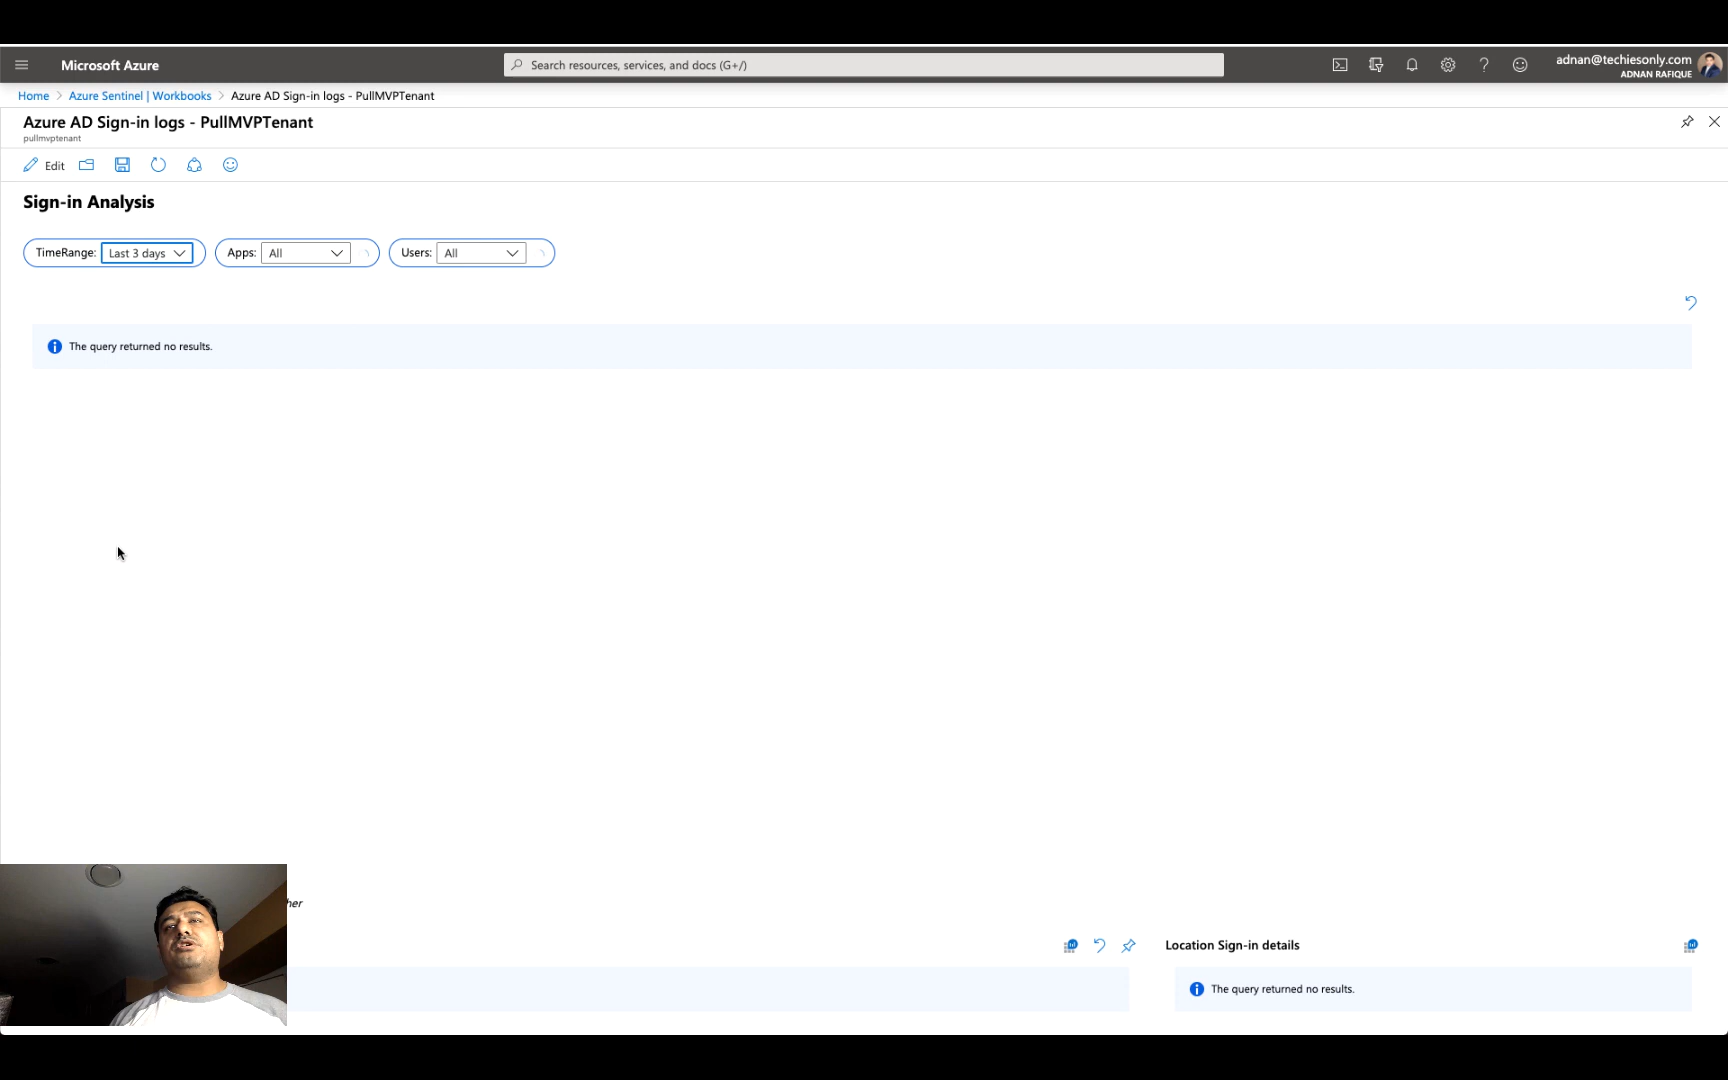 Microsoft Azure
Search resources, services, and docs (G+/)
adnan@techiesonly.com
ADNAN RAFIQUE
Home > Azure Sentinel | Workbooks > Azure AD Sign-in logs - PullMVPTenant
Azure AD Sign-in logs - PullMVPTenant
pullmvptenant
Edit
Sign-in Analysis
TimeRange: Last 3 days
Apps: All
Users: All
The query returned no results.
her
Location Sign-in details
The query returned no results.